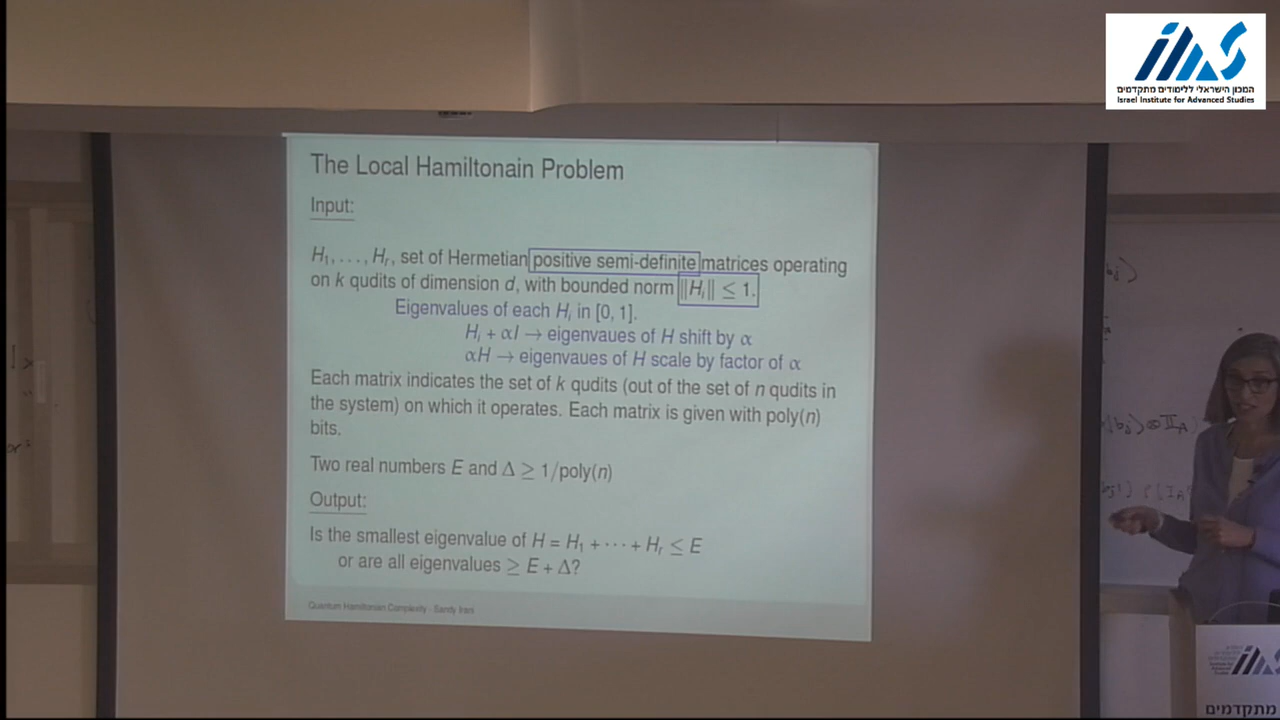 המכון הישראלי ללימודים מתקדמים
Israel Institute for Advanced Studies
The Local Hamiltonain Problem
Input:
H₁, . . . , Hᵣ, set of Hermetian positive semi-definite matrices operating
on k qudits of dimension d, with bounded norm ||Hᵢ|| ≤ 1.
Eigenvalues of each Hᵢ in [0, 1].
Hᵢ + αI → eigenvaues of H shift by α
αH → eigenvaues of H scale by factor of α
Each matrix indicates the set of k qudits (out of the set of n qudits in
the system) on which it operates. Each matrix is given with poly(n)
bits.
Two real numbers E and Δ ≥ 1/poly(n)
Output:
Is the smallest eigenvalue of H = H₁ + · · · + Hᵣ ≤ E
or are all eigenvalues ≥ E + Δ?
Quantum Hamiltonian Complexity - Sandy Irani
מתקדמים